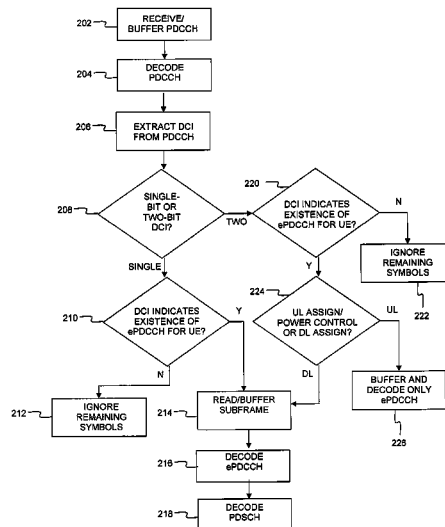 202
RECEIVE/
BUFFER PDCCH
204
DECODE
PDCCH
206
EXTRACT DCI
FROM PDCCH
208
SINGLE-
BIT OR
TWO-BIT
DCI?
TWO
SINGLE
220
DCI INDICATES
EXISTENCE OF
ePDCCH FOR UE?
N
Y
IGNORE
REMAINING
SYMBOLS
222
210
DCI INDICATES
EXISTENCE OF
ePDCCH FOR UE?
Y
N
224
UL ASSIGN/
POWER CONTROL
OR DL ASSIGN?
UL
DL
212
IGNORE
REMAINING
SYMBOLS
214
READ/BUFFER
SUBFRAME
BUFFER AND
DECODE ONLY
ePDCCH
226
216
DECODE
ePDCCH
218
DECODE
PDSCH